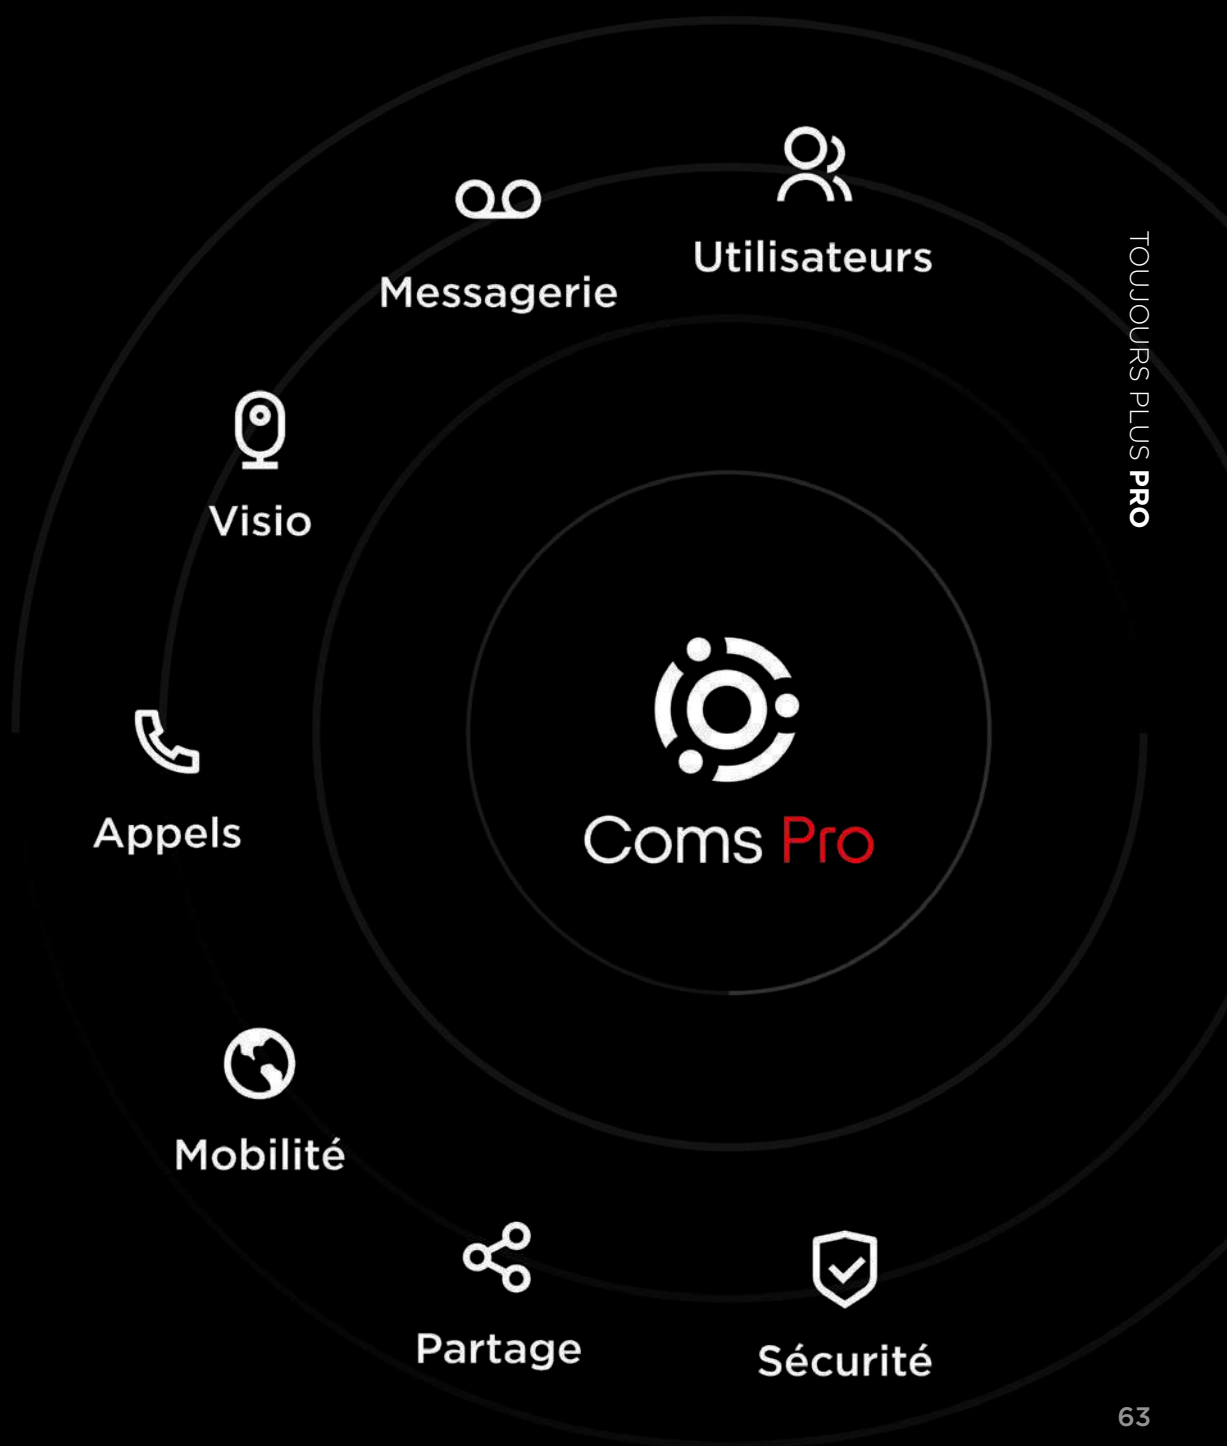 Utilisateurs
Messagerie
TOUJOURS PLUS PRO
Visio
Appels
Coms Pro
Mobilité
Partage
Sécurité
63